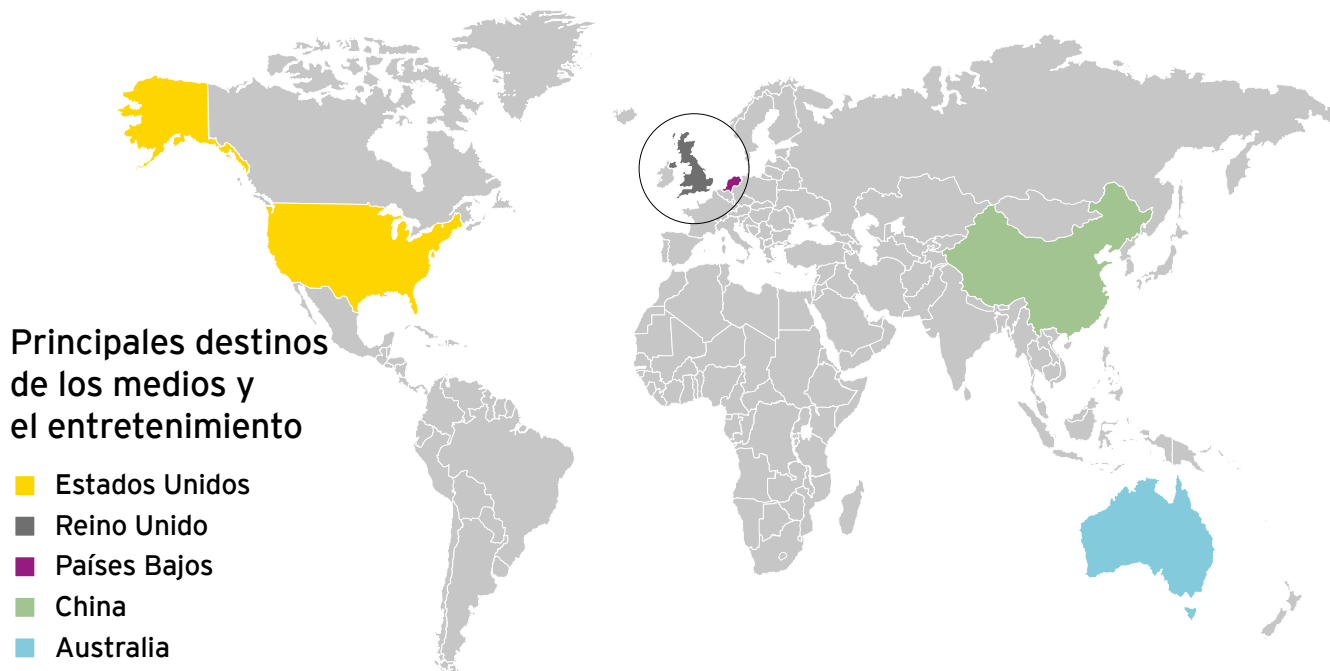 Principales destinos
de los medios y
el entretenimiento
Estados Unidos
Reino Unido
Países Bajos
China
Australia